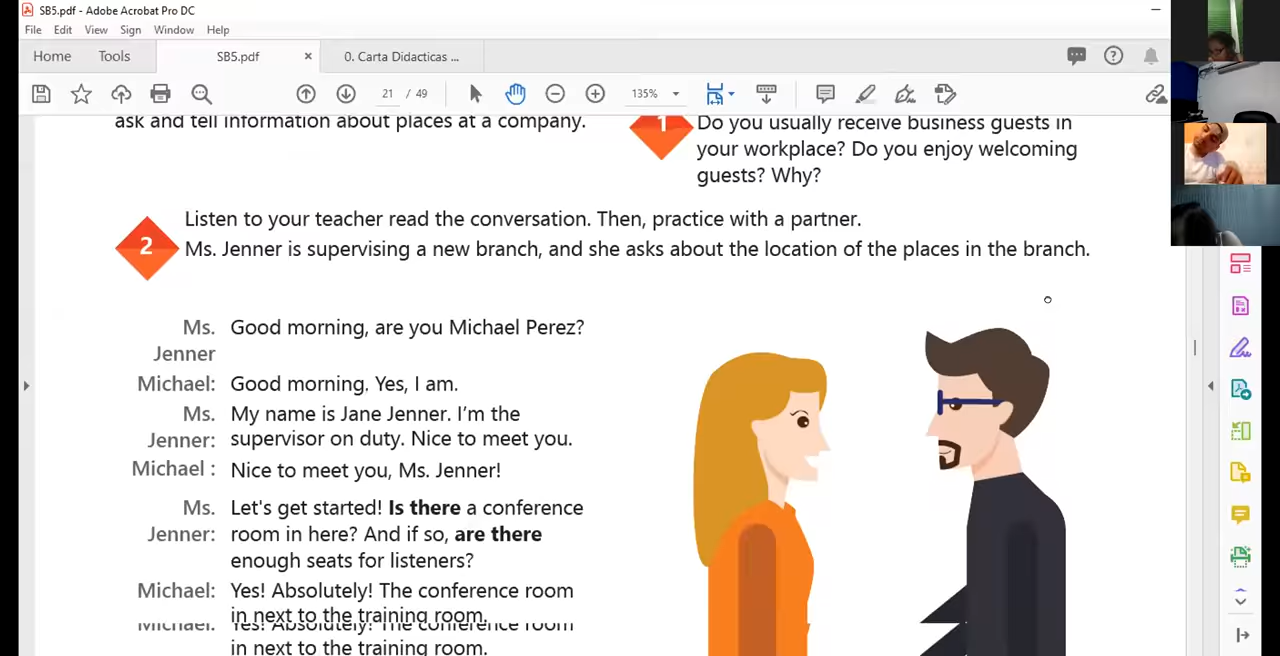 SB5.pdf - Adobe Acrobat Pro DC
File Edit View Sign Window Help
Home Tools SB5.pdf × 0. Carta Didacticas ...
21 / 49 135%
ask and tell information about places at a company.
1
Do you usually receive business guests in
your workplace? Do you enjoy welcoming
guests? Why?
2
Listen to your teacher read the conversation. Then, practice with a partner.
Ms. Jenner is supervising a new branch, and she asks about the location of the places in the branch.
Ms. Good morning, are you Michael Perez?
Jenner
Michael: Good morning. Yes, I am.
Ms. My name is Jane Jenner. I'm the
Jenner: supervisor on duty. Nice to meet you.
Michael : Nice to meet you, Ms. Jenner!
Ms. Let's get started! Is there a conference
Jenner: room in here? And if so, are there
enough seats for listeners?
Michael: Yes! Absolutely! The conference room
in next to the training room.
Michael: Yes! Absolutely! The conference room
in next to the training room.